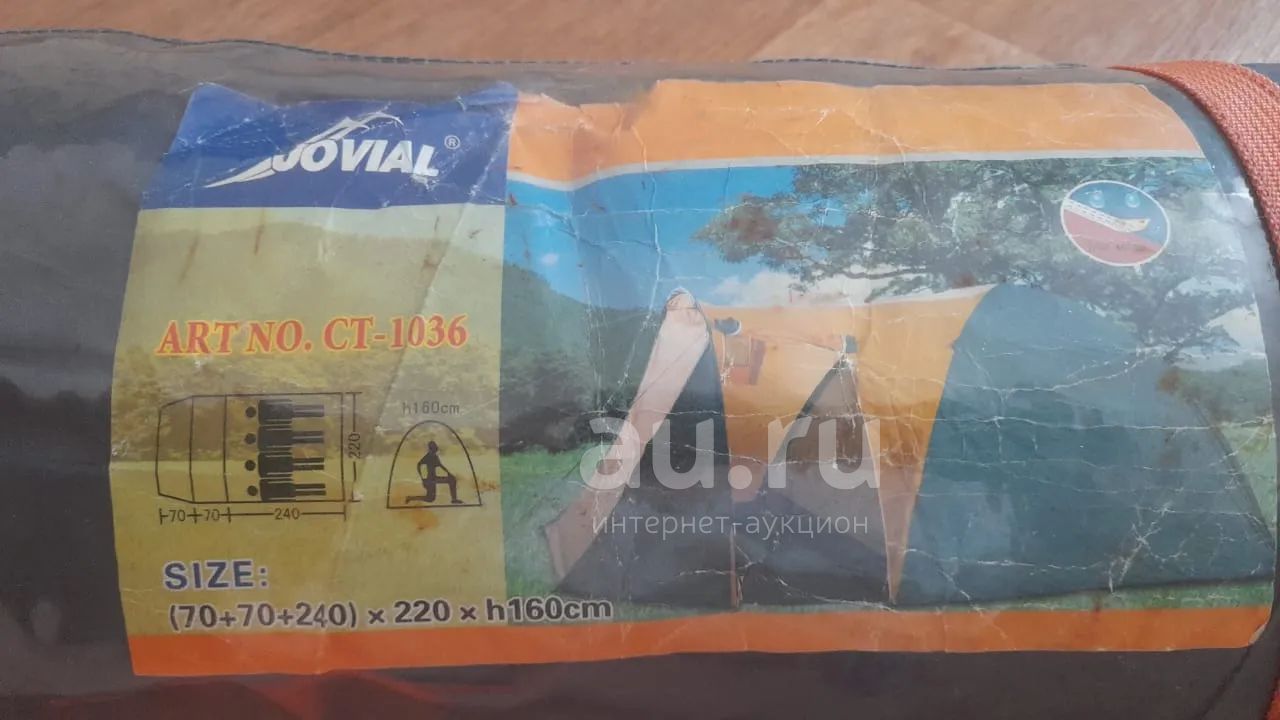 JOVIAL®
ART NO. CT-1036
h160cm
220
70 70 240
SIZE:
(70+70+240) × 220 × h160cm
au.ru
интернет-аукцион